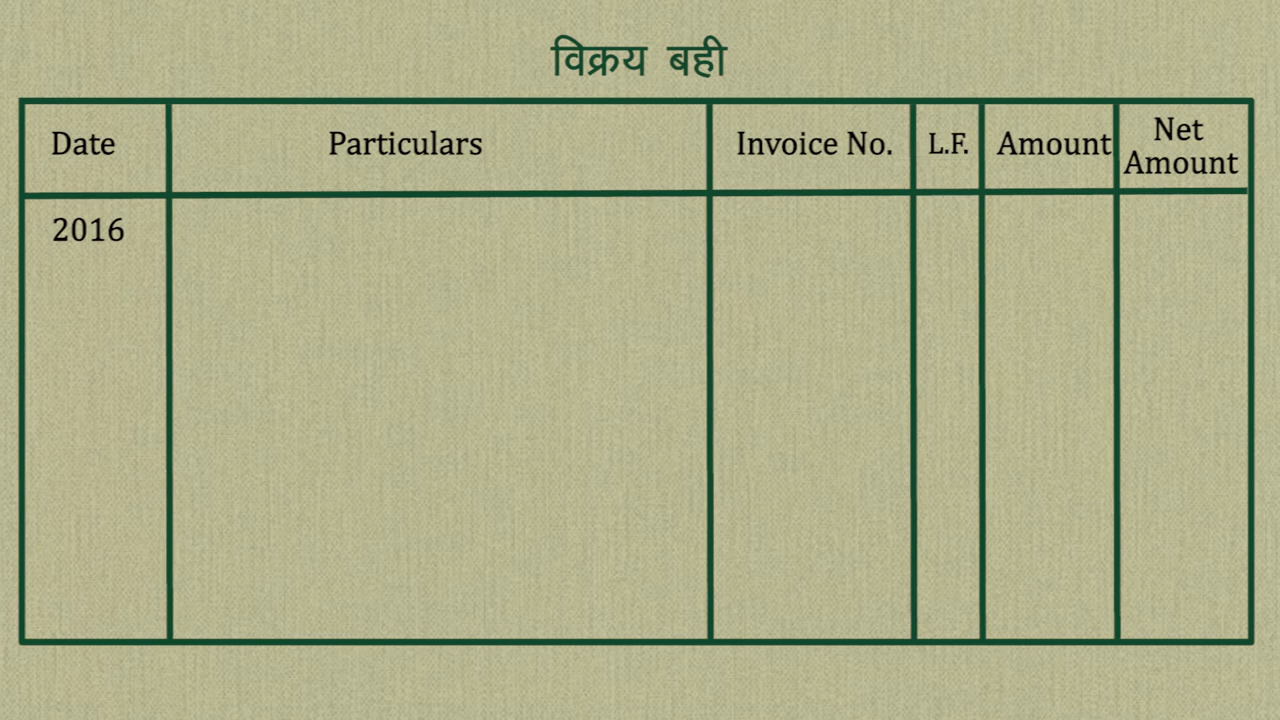 विक्रय बही
Date Particulars Invoice No. L.F. Amount Net Amount
2016